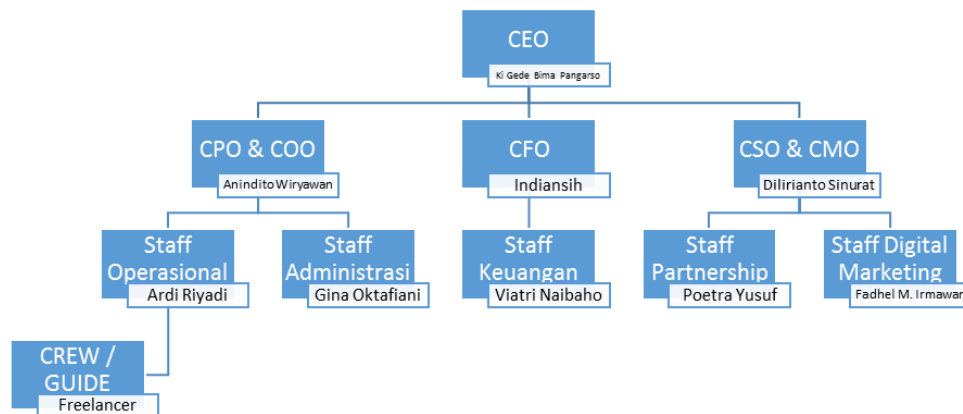 CEO
Ki Gede Bima Pangarso
CPO & COO
Anindito Wiryawan
CFO
Indiansih
CSO & CMO
Dilirianto Sinurat
Staff
Operasional
Ardi Riyadi
Staff
Administrasi
Gina Oktafiani
Staff
Keuangan
Viatri Naibaho
Staff
Partnership
Poetra Yusuf
Staff Digital
Marketing
Fadhel M. Irmawan
CREW /
GUIDE
Freelancer